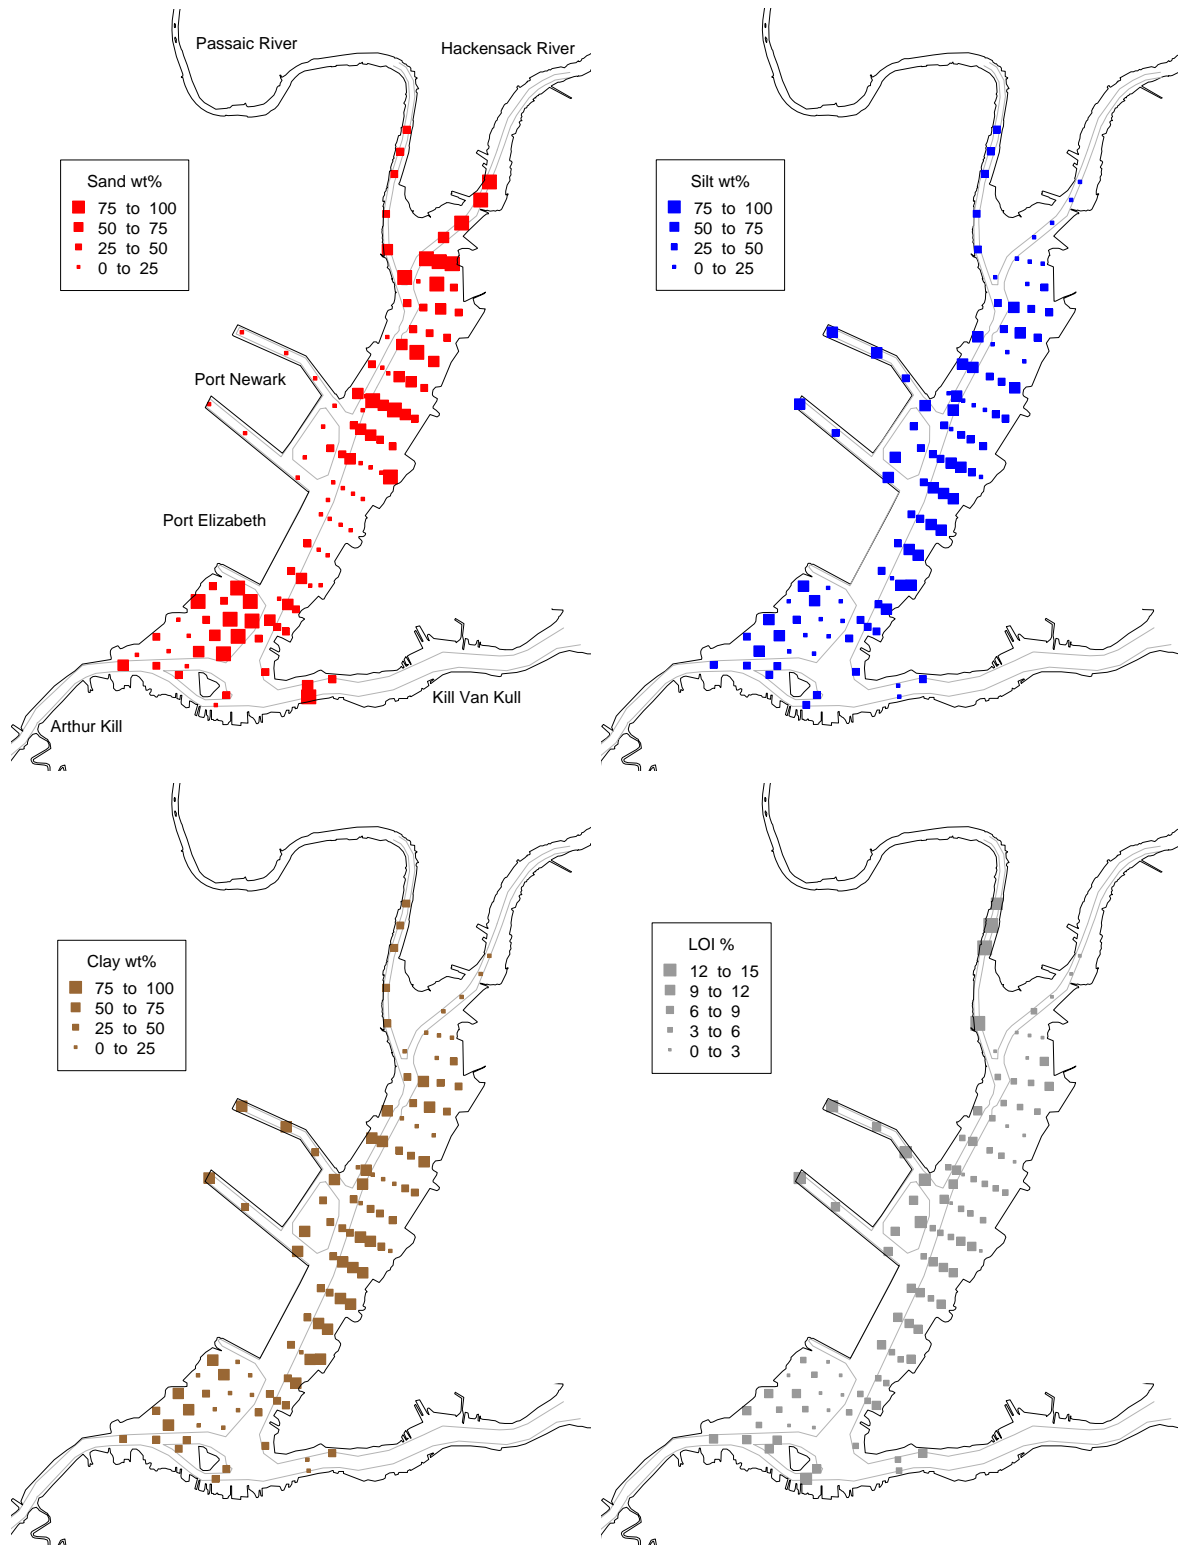 Passaic River
Hackensack River
Sand wt%
75 to 100
50 to 75
25 to 50
0 to 25
Port Newark
Port Elizabeth
Kill Van Kull
Arthur Kill
Silt wt%
75 to 100
50 to 75
25 to 50
0 to 25
Clay wt%
75 to 100
50 to 75
25 to 50
0 to 25
LOI %
12 to 15
9 to 12
6 to 9
3 to 6
0 to 3